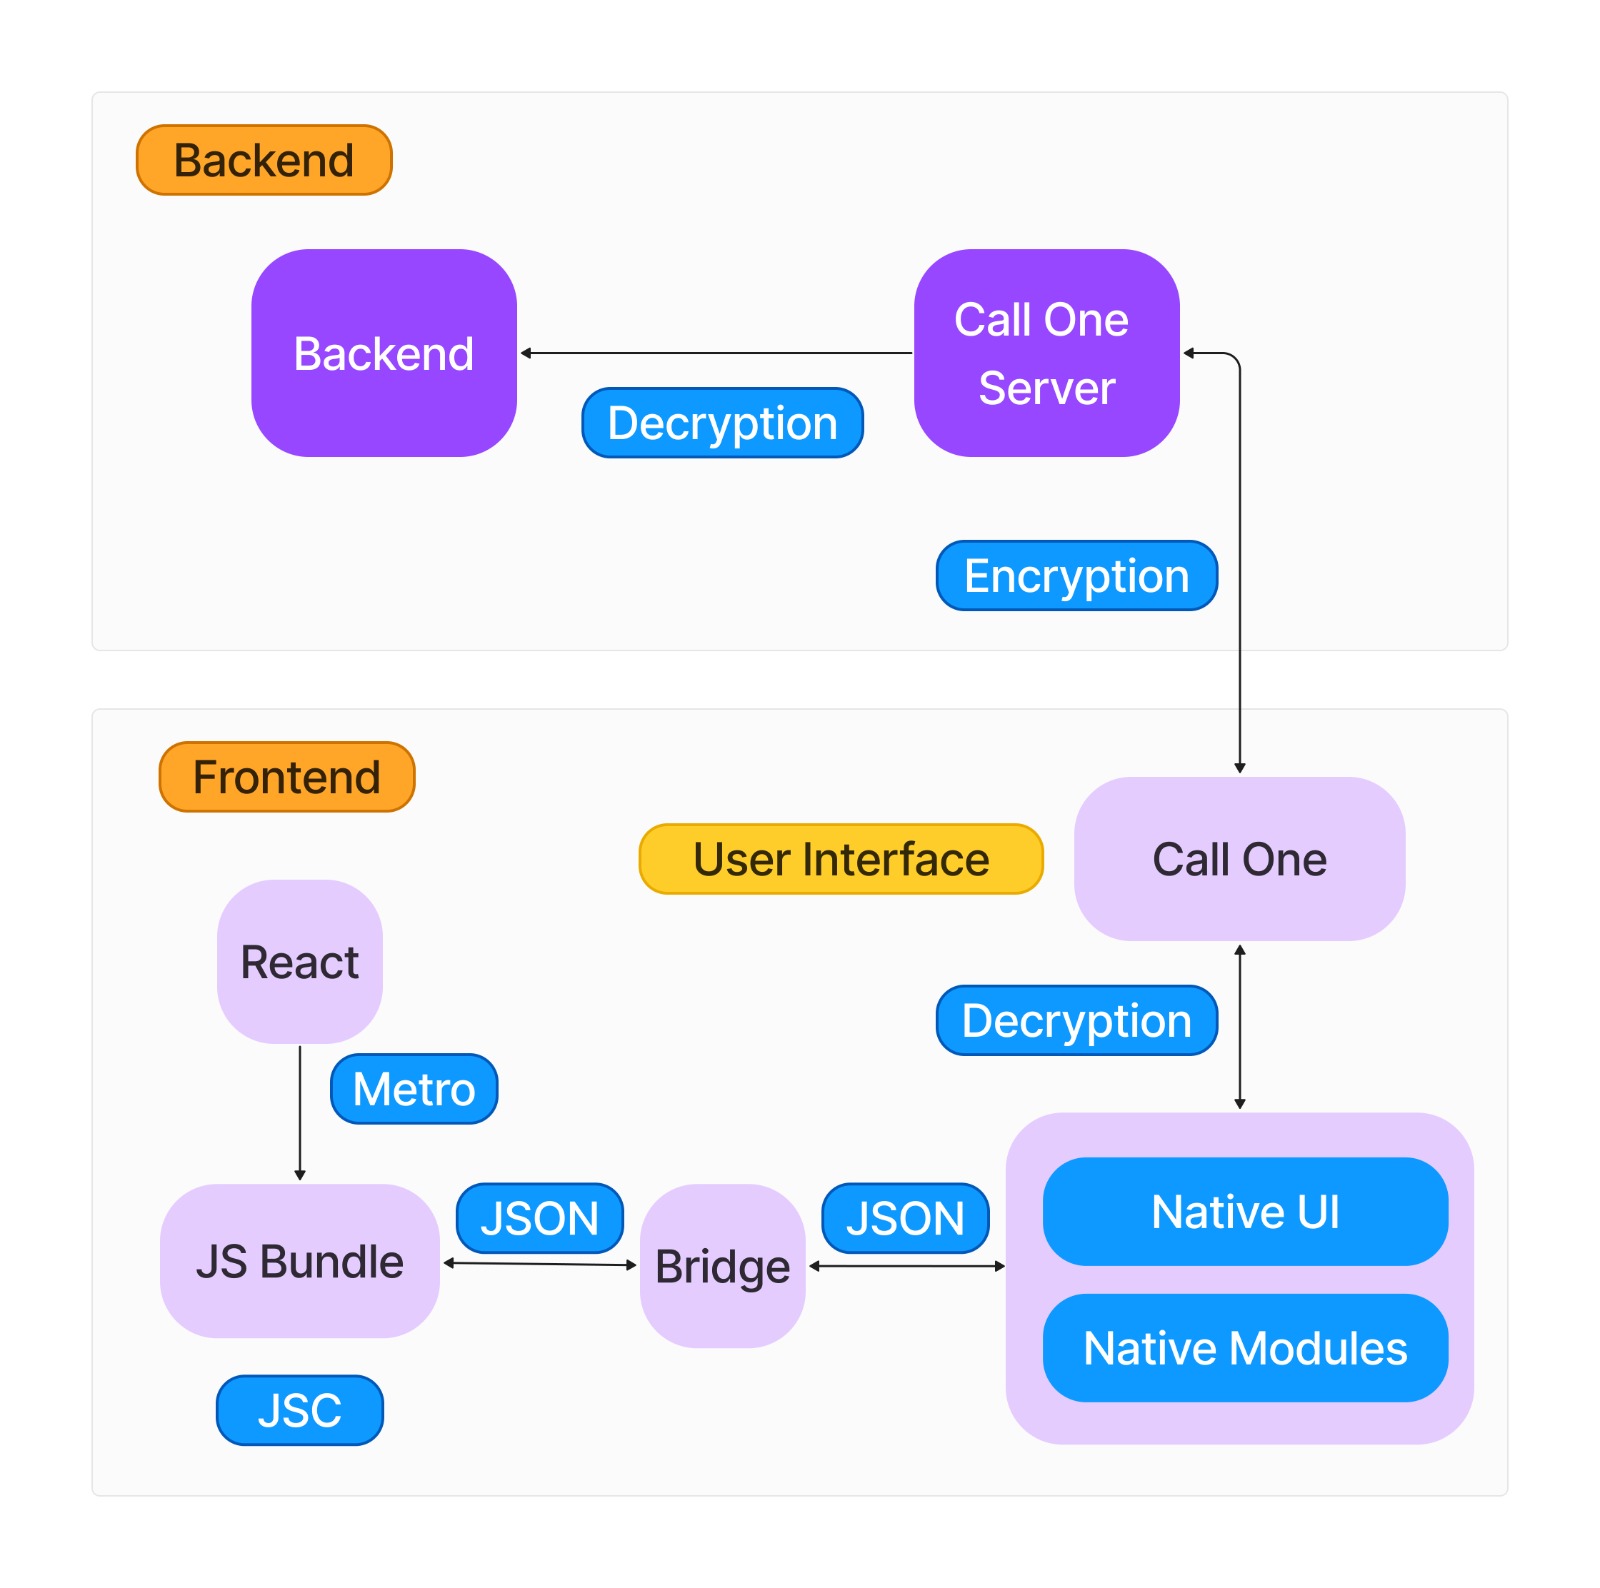 Backend
Backend
Call One
Server
Decryption
Encryption
Frontend
User Interface
Call One
React
Decryption
Metro
JS Bundle
JSON
Bridge
JSON
Native UI
Native Modules
JSC